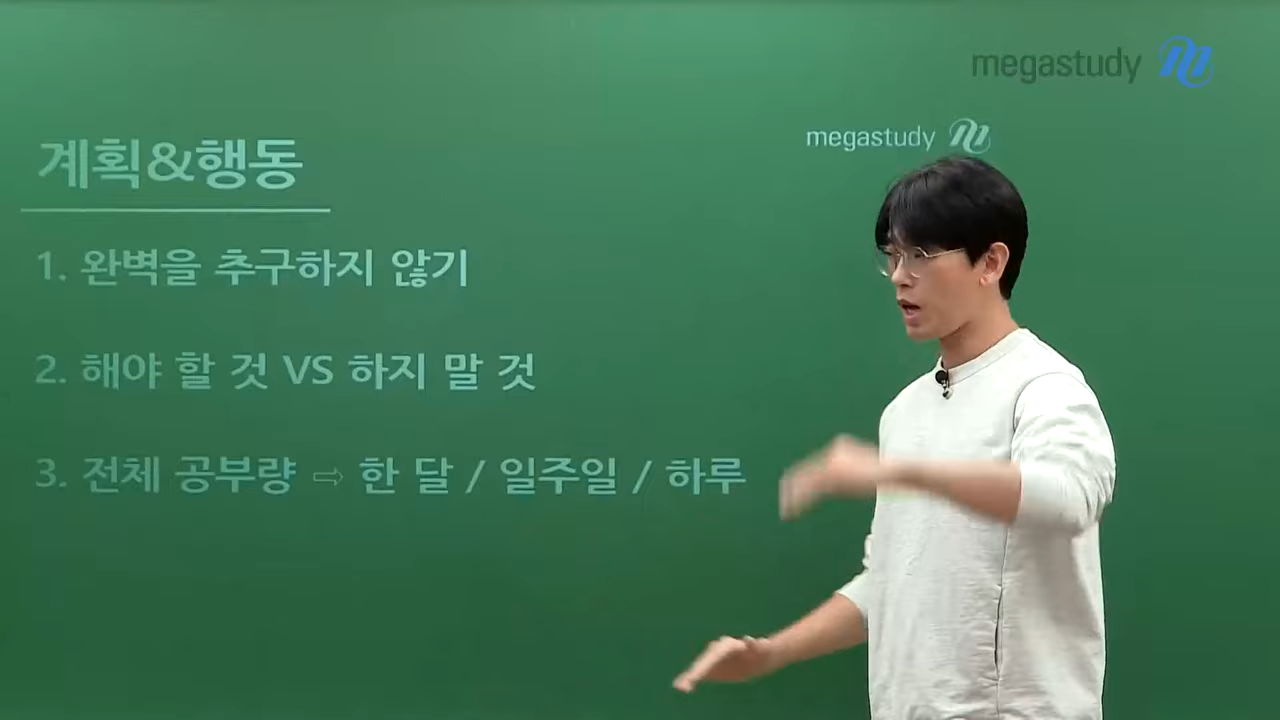 megastudy
megastudy
계획&행동
1. 완벽을 추구하지 않기
2. 해야 할 것 VS 하지 말 것
3. 전체 공부량 ⇨ 한 달 / 일주일 / 하루